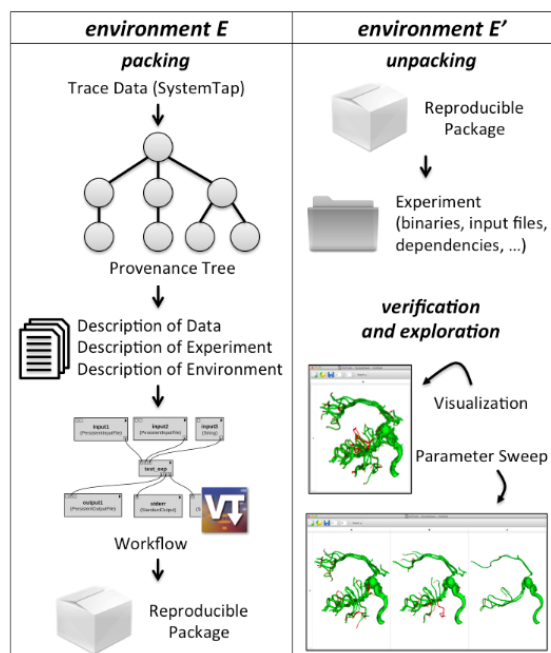 environment E
packing
Trace Data (SystemTap)
Provenance Tree
Description of Data
Description of Experiment
Description of Environment
input1
(PersistentInputFile)
input2
(PersistentInputFile)
input3
(String)
test_exp
output1
(PersistentOutputFile)
stderr
(StandardOutput)
VT
Workflow
Reproducible
Package
environment E’
unpacking
Reproducible
Package
Experiment
(binaries, input files,
dependencies, …)
verification
and exploration
Visualization
Parameter Sweep